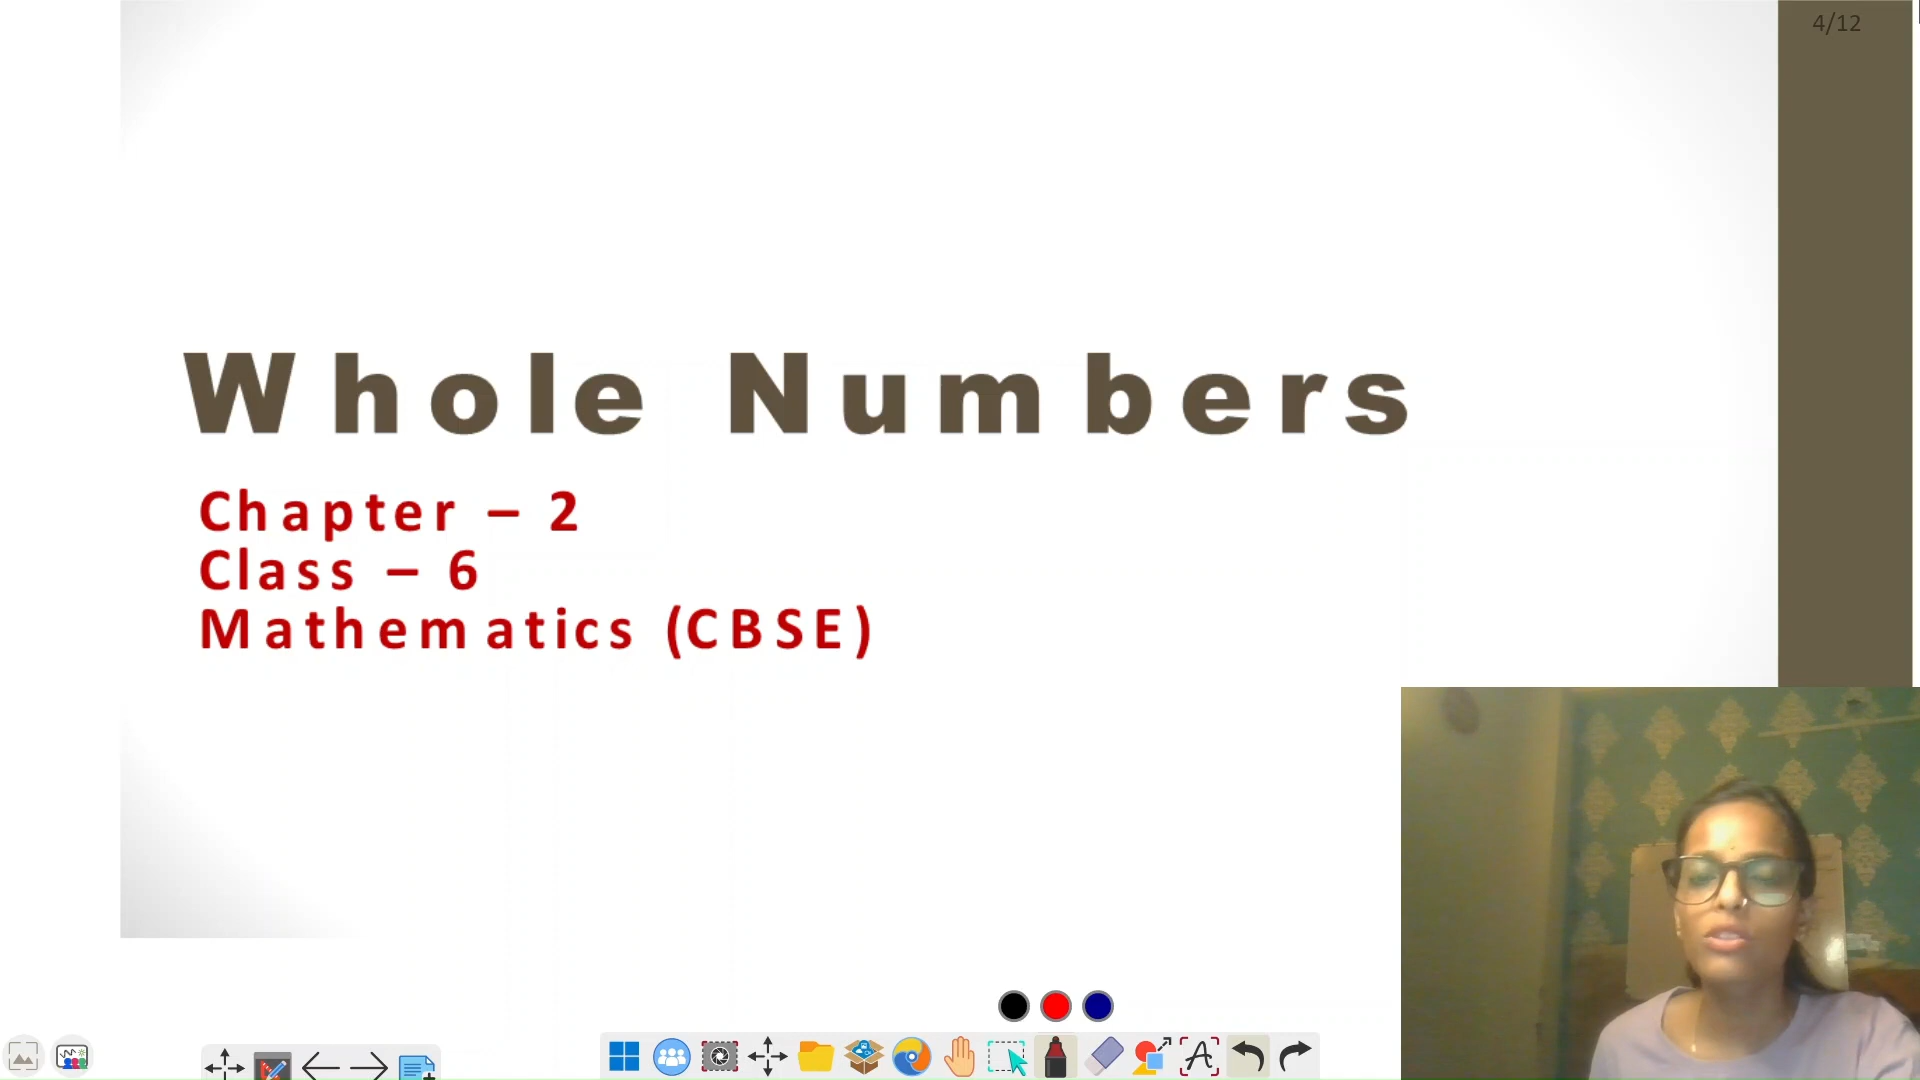 4/12
Whole Numbers
Chapter – 2
Class – 6
Mathematics (CBSE)